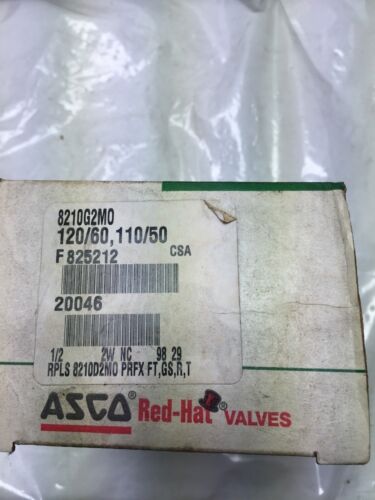 8210G2MO
120/60,110/50
F 825212 CSA
20046
1/2 2W NC 98 29
RPLS 8210D2MO PRFX FT,GS,R,T
ASCO Red-Hat VALVES